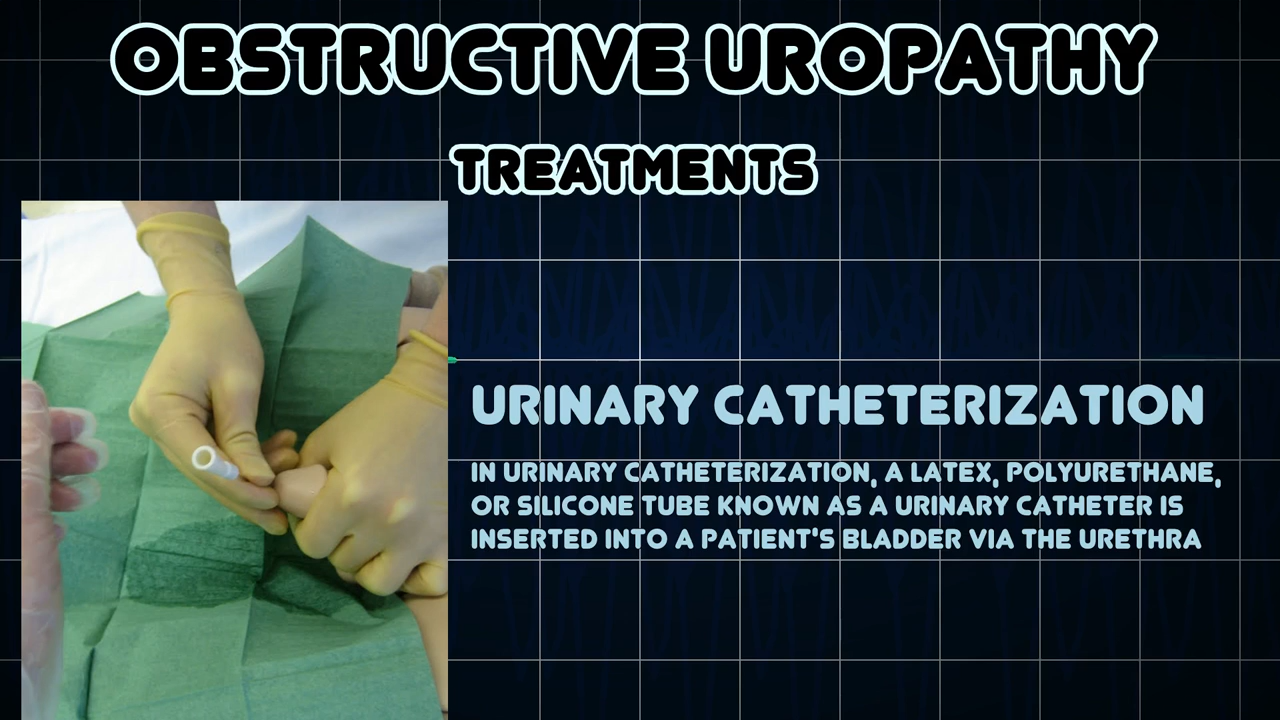 OBSTRUCTIVE UROPATHY
TREATMENTS
URINARY CATHETERIZATION
IN URINARY CATHETERIZATION, A LATEX, POLYURETHANE,
OR SILICONE TUBE KNOWN AS A URINARY CATHETER IS
INSERTED INTO A PATIENT'S BLADDER VIA THE URETHRA